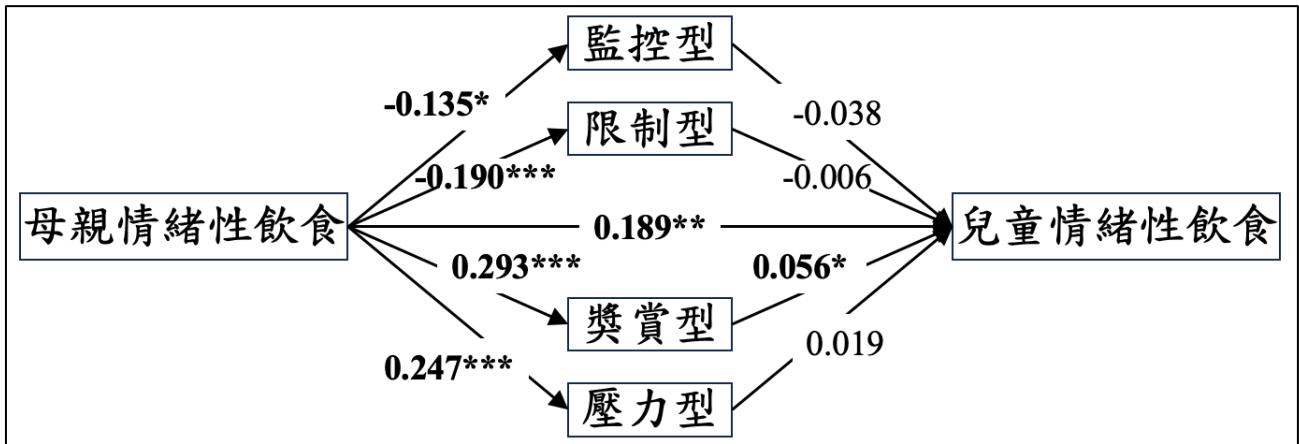 監控型
-0.135*
-0.038
限制型
-0.190***
-0.006
母親情緒性飲食
0.189**
兒童情緒性飲食
0.293***
0.056*
獎賞型
0.247***
0.019
壓力型